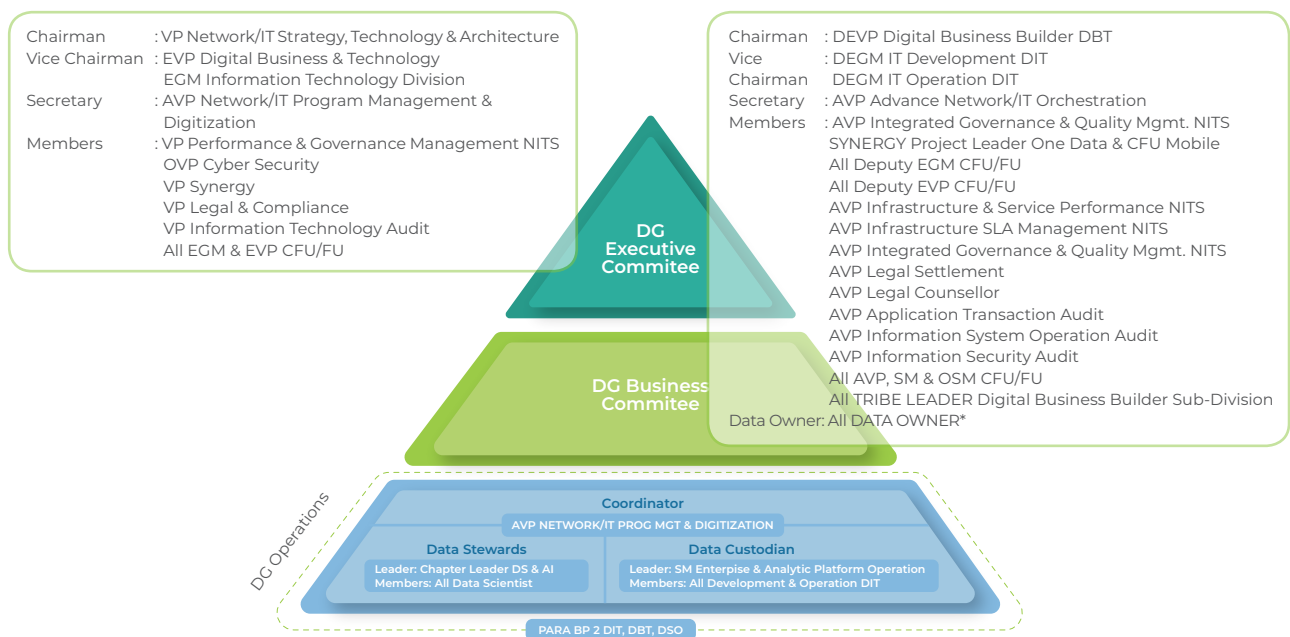 Chairman : VP Network/IT Strategy, Technology & Architecture
Vice Chairman : EVP Digital Business & Technology
EGM Information Technology Division
Secretary : AVP Network/IT Program Management &
Digitization
Members : VP Performance & Governance Management NITS
OVP Cyber Security
VP Synergy
VP Legal & Compliance
VP Information Technology Audit
All EGM & EVP CFU/FU
Chairman : DEVP Digital Business Builder DBT
Vice : DEGM IT Development DIT
Chairman DEGM IT Operation DIT
Secretary : AVP Advance Network/IT Orchestration
Members : AVP Integrated Governance & Quality Mgmt. NITS
SYNERGY Project Leader One Data & CFU Mobile
All Deputy EGM CFU/FU
All Deputy EVP CFU/FU
AVP Infrastructure & Service Performance NITS
AVP Infrastructure SLA Management NITS
AVP Integrated Governance & Quality Mgmt. NITS
AVP Legal Settlement
AVP Legal Counsellor
AVP Application Transaction Audit
AVP Information System Operation Audit
AVP Information Security Audit
All AVP, SM & OSM CFU/FU
All TRIBE LEADER Digital Business Builder Sub-Division
Data Owner: All DATA OWNER*
DG
Executive
Commitee
DG Business
Commitee
DG Operations
Coordinator
AVP NETWORK/IT PROG MGT & DIGITIZATION
Data Stewards
Leader: Chapter Leader DS & AI
Members: All Data Scientist
Data Custodian
Leader: SM Enterpise & Analytic Platform Operation
Members: All Development & Operation DIT
PARA BP 2 DIT, DBT, DSO